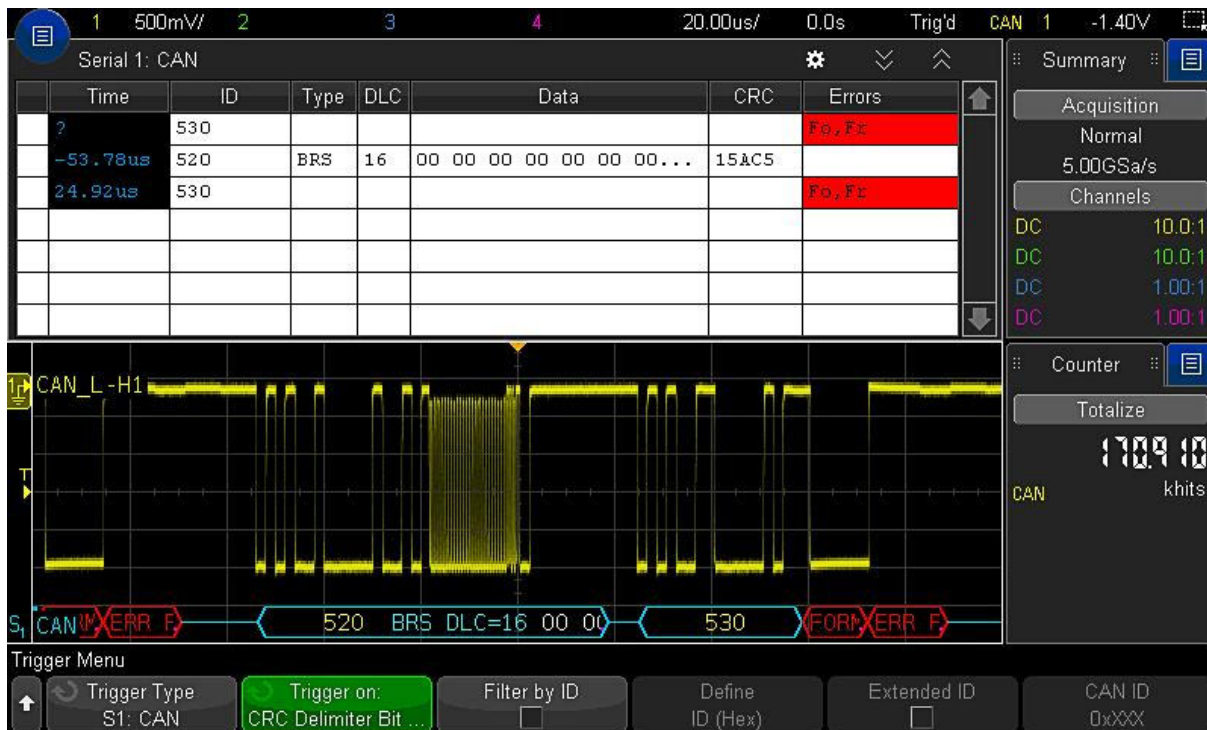 1 500mV/ 2 3 4 20.00us/ 0.0s Trig'd CAN 1 -1.40V
Serial 1: CAN
Time ID Type DLC Data CRC Errors
? 530 Fo,Fr
-53.78us 520 BRS 16 00 00 00 00 00 00 00... 15AC5
24.92us 530 Fo,Fr
Summary
Acquisition
Normal
5.00GSa/s
Channels
DC 10.0:1
DC 10.0:1
DC 1.00:1
DC 1.00:1
CAN_L-H1
T
S1 CAN ERR F 520 BRS DLC=16 00 00 530 FORM ERR F
Counter
Totalize
170.910
CAN khits
Trigger Menu
Trigger Type
S1: CAN
Trigger on:
CRC Delimiter Bit ...
Filter by ID
Define
ID (Hex)
Extended ID
CAN ID
0xXXX